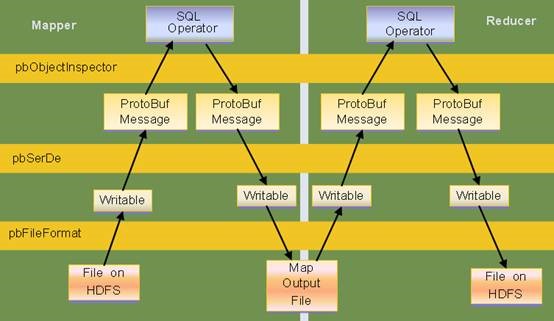 Mapper
SQL
Operator
SQL
Operator
Reducer
pbObjectInspector
ProtoBuf
Message
ProtoBuf
Message
ProtoBuf
Message
ProtoBuf
Message
pbSerDe
Writable
Writable
Writable
Writable
pbFileFormat
File on
HDFS
Map
Output
File
File on
HDFS